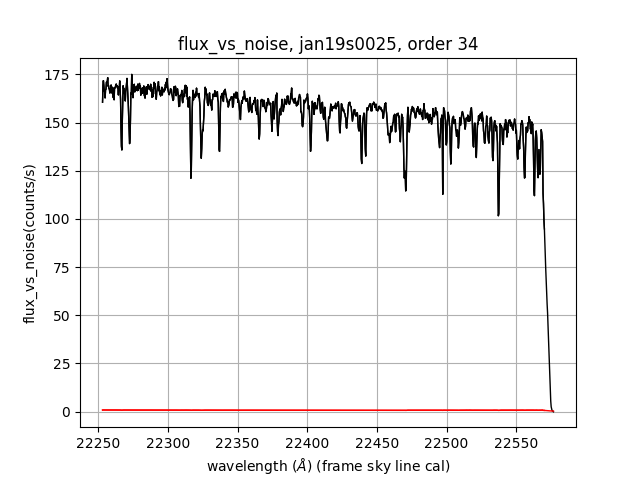 flux_vs_noise, jan19s0025, order 34
175
150
125
100
75
50
25
0
flux_vs_noise(counts/s)
22250 22300 22350 22400 22450 22500 22550
wavelength (Å) (frame sky line cal)